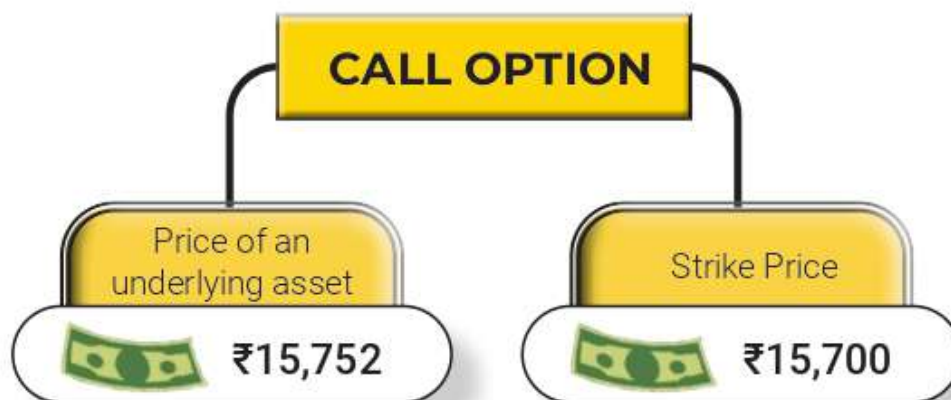 CALL OPTION
Price of an
underlying asset
₹15,752
Strike Price
₹15,700